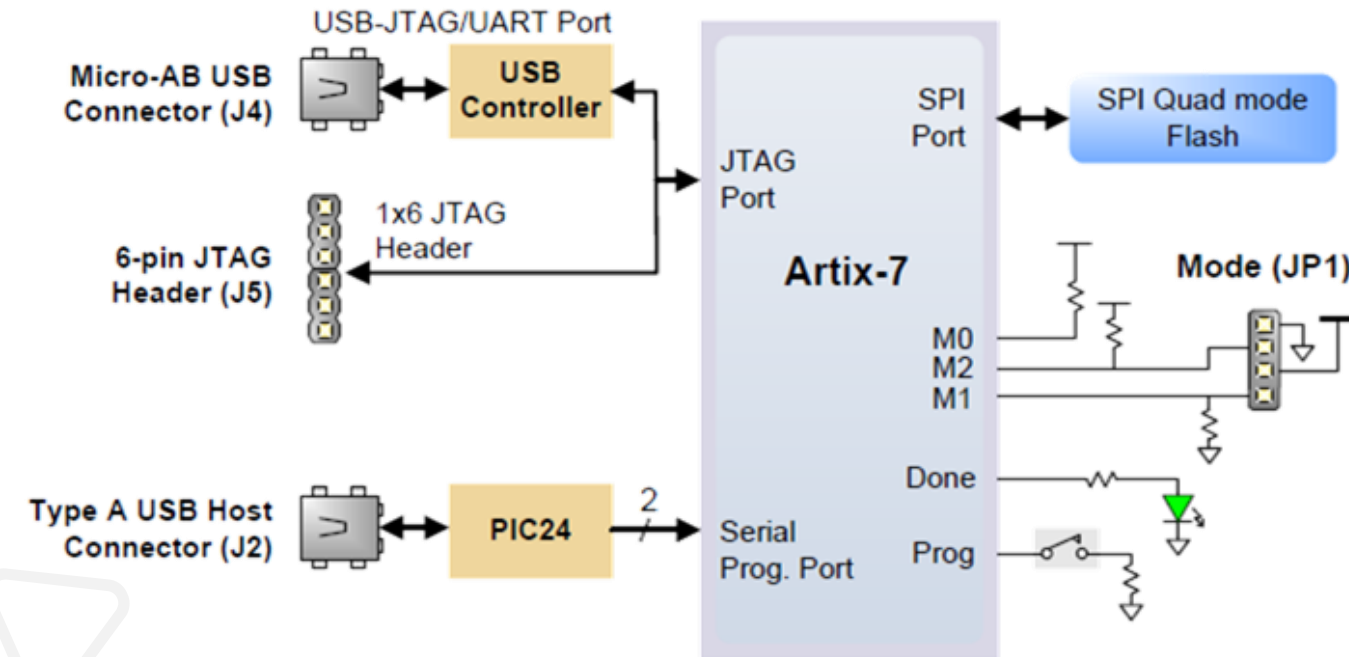 USB-JTAG/UART Port
Micro-AB USB
Connector (J4)
USB
Controller
6-pin JTAG
Header (J5)
1x6 JTAG
Header
Type A USB Host
Connector (J2)
PIC24
2
JTAG
Port
Serial
Prog. Port
Artix-7
SPI
Port
M0
M2
M1
Done
Prog
SPI Quad mode
Flash
Mode (JP1)